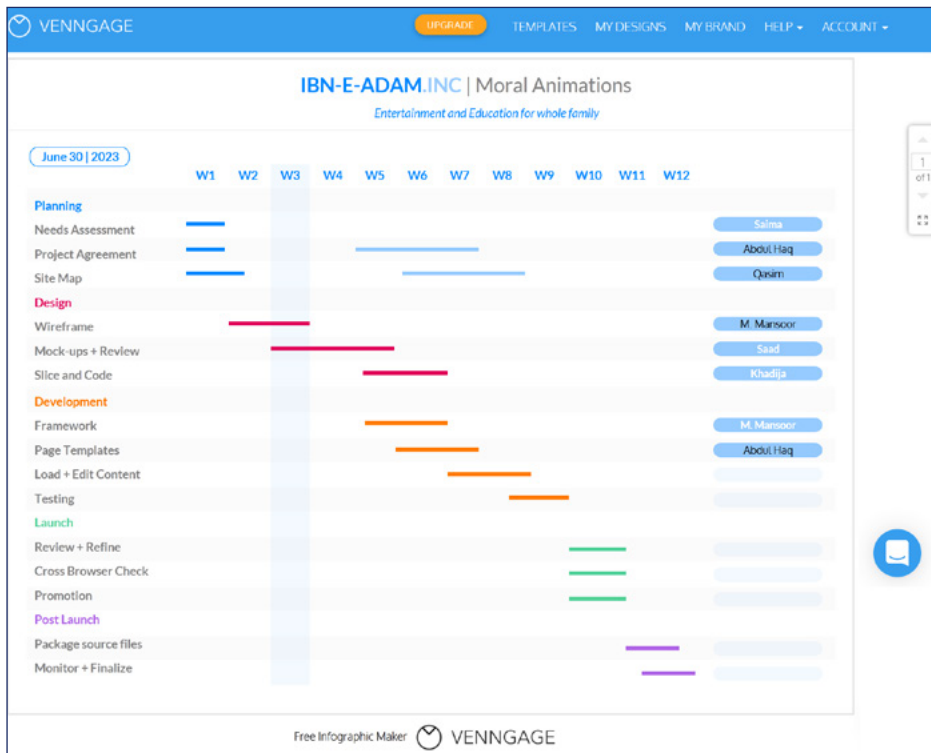 VENNGAGE UPGRADE TEMPLATES MY DESIGNS MY BRAND HELP ACCOUNT
IBN-E-ADAM.INC | Moral Animations
Entertainment and Education for whole family
June 30 | 2023
W1 W2 W3 W4 W5 W6 W7 W8 W9 W10 W11 W12
1
of 1
Planning
Needs Assessment Saima
Project Agreement Abdul Haq
Site Map Qasim
Design
Wireframe M. Mansoor
Mock-ups + Review Saad
Slice and Code Khadija
Development
Framework M. Mansoor
Page Templates Abdul Haq
Load + Edit Content
Testing
Launch
Review + Refine
Cross Browser Check
Promotion
Post Launch
Package source files
Monitor + Finalize
Free Infographic Maker VENNGAGE